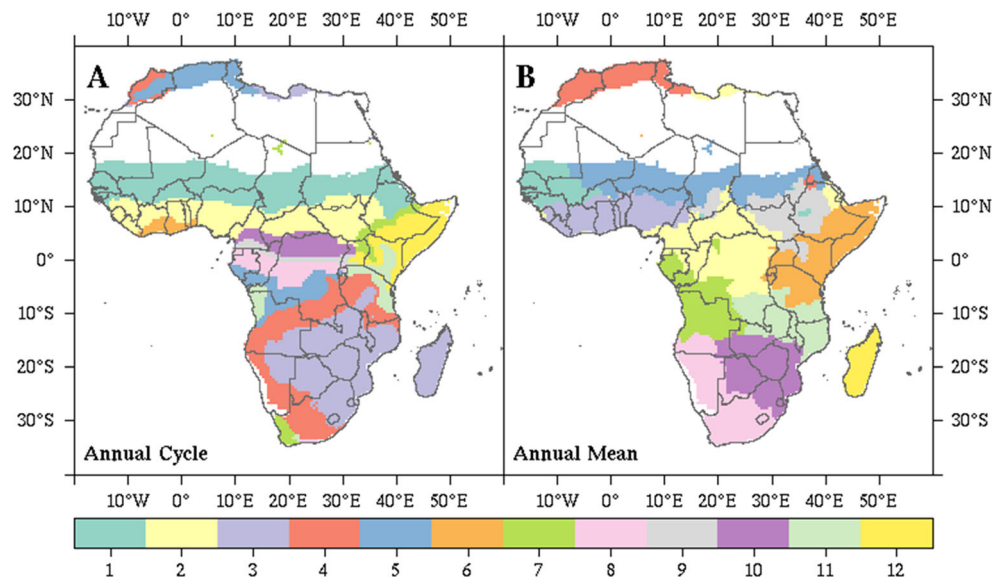 10°W 0° 10°E 20°E 30°E 40°E 50°E 10°W 0° 10°E 20°E 30°E 40°E 50°E
A B
30°N 30°N
20°N 20°N
10°N 10°N
0° 0°
10°S 10°S
20°S 20°S
30°S 30°S
Annual Cycle Annual Mean
10°W 0° 10°E 20°E 30°E 40°E 50°E 10°W 0° 10°E 20°E 30°E 40°E 50°E
1 2 3 4 5 6 7 8 9 10 11 12